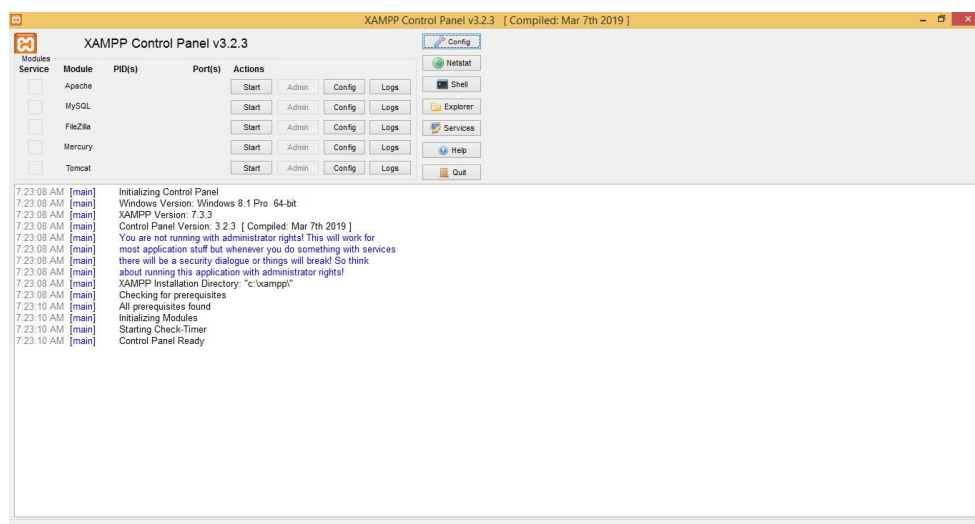 XAMPP Control Panel v3.2.3 [ Compiled: Mar 7th 2019 ]
XAMPP Control Panel v3.2.3
Config
Modules
Service Module PID(s) Port(s) Actions
Netstat
Apache Start Admin Config Logs
Shell
MySQL Start Admin Config Logs
Explorer
FileZilla Start Admin Config Logs
Services
Mercury Start Admin Config Logs
Help
Tomcat Start Admin Config Logs
Quit
7:23:08 AM [main] Initializing Control Panel
7:23:08 AM [main] Windows Version: Windows 8.1 Pro 64-bit
7:23:08 AM [main] XAMPP Version: 7.3.3
7:23:08 AM [main] Control Panel Version: 3.2.3 [ Compiled: Mar 7th 2019 ]
7:23:08 AM [main] You are not running with administrator rights! This will work for
7:23:08 AM [main] most application stuff but whenever you do something with services
7:23:08 AM [main] there will be a security dialogue or things will break! So think
7:23:08 AM [main] about running this application with administrator rights!
7:23:08 AM [main] XAMPP Installation Directory: "c:\xampp\"
7:23:08 AM [main] Checking for prerequisites
7:23:10 AM [main] All prerequisites found
7:23:10 AM [main] Initializing Modules
7:23:10 AM [main] Starting Check-Timer
7:23:10 AM [main] Control Panel Ready